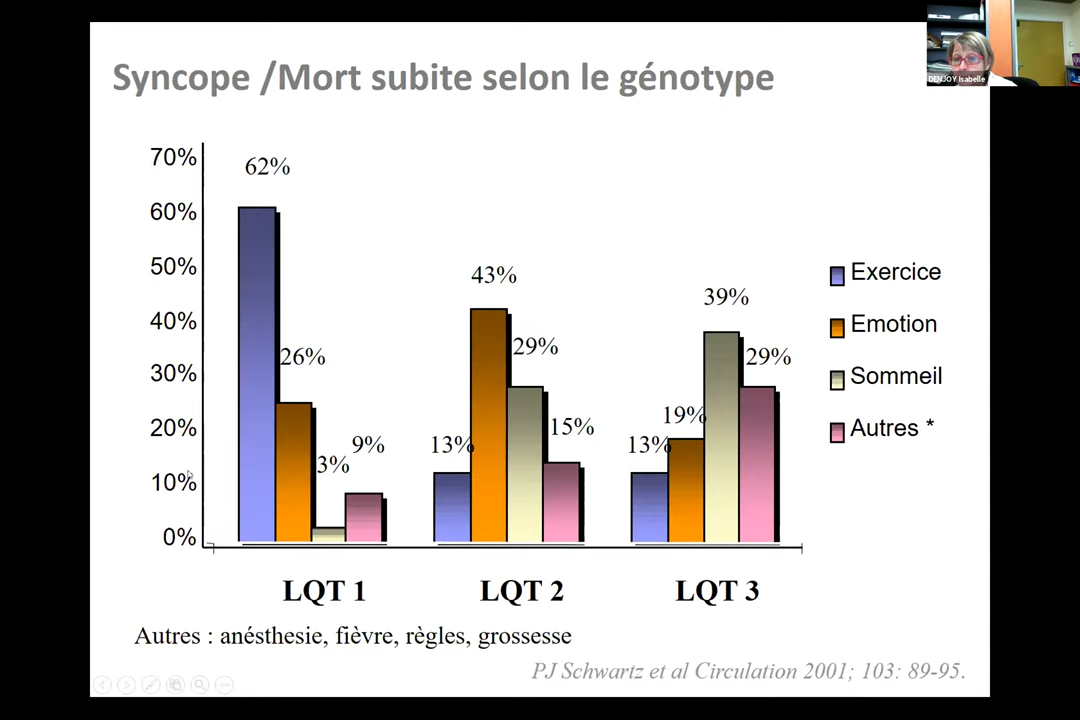 DENJOY Isabelle
Syncope /Mort subite selon le génotype
70%
60%
50%
40%
30%
20%
10%
0%
62%
26%
3%
9%
13%
43%
29%
15%
13%
19%
39%
29%
LQT 1
LQT 2
LQT 3
Exercice
Emotion
Sommeil
Autres *
Autres : anésthesie, fièvre, règles, grossesse
PJ Schwartz et al Circulation 2001; 103: 89-95.